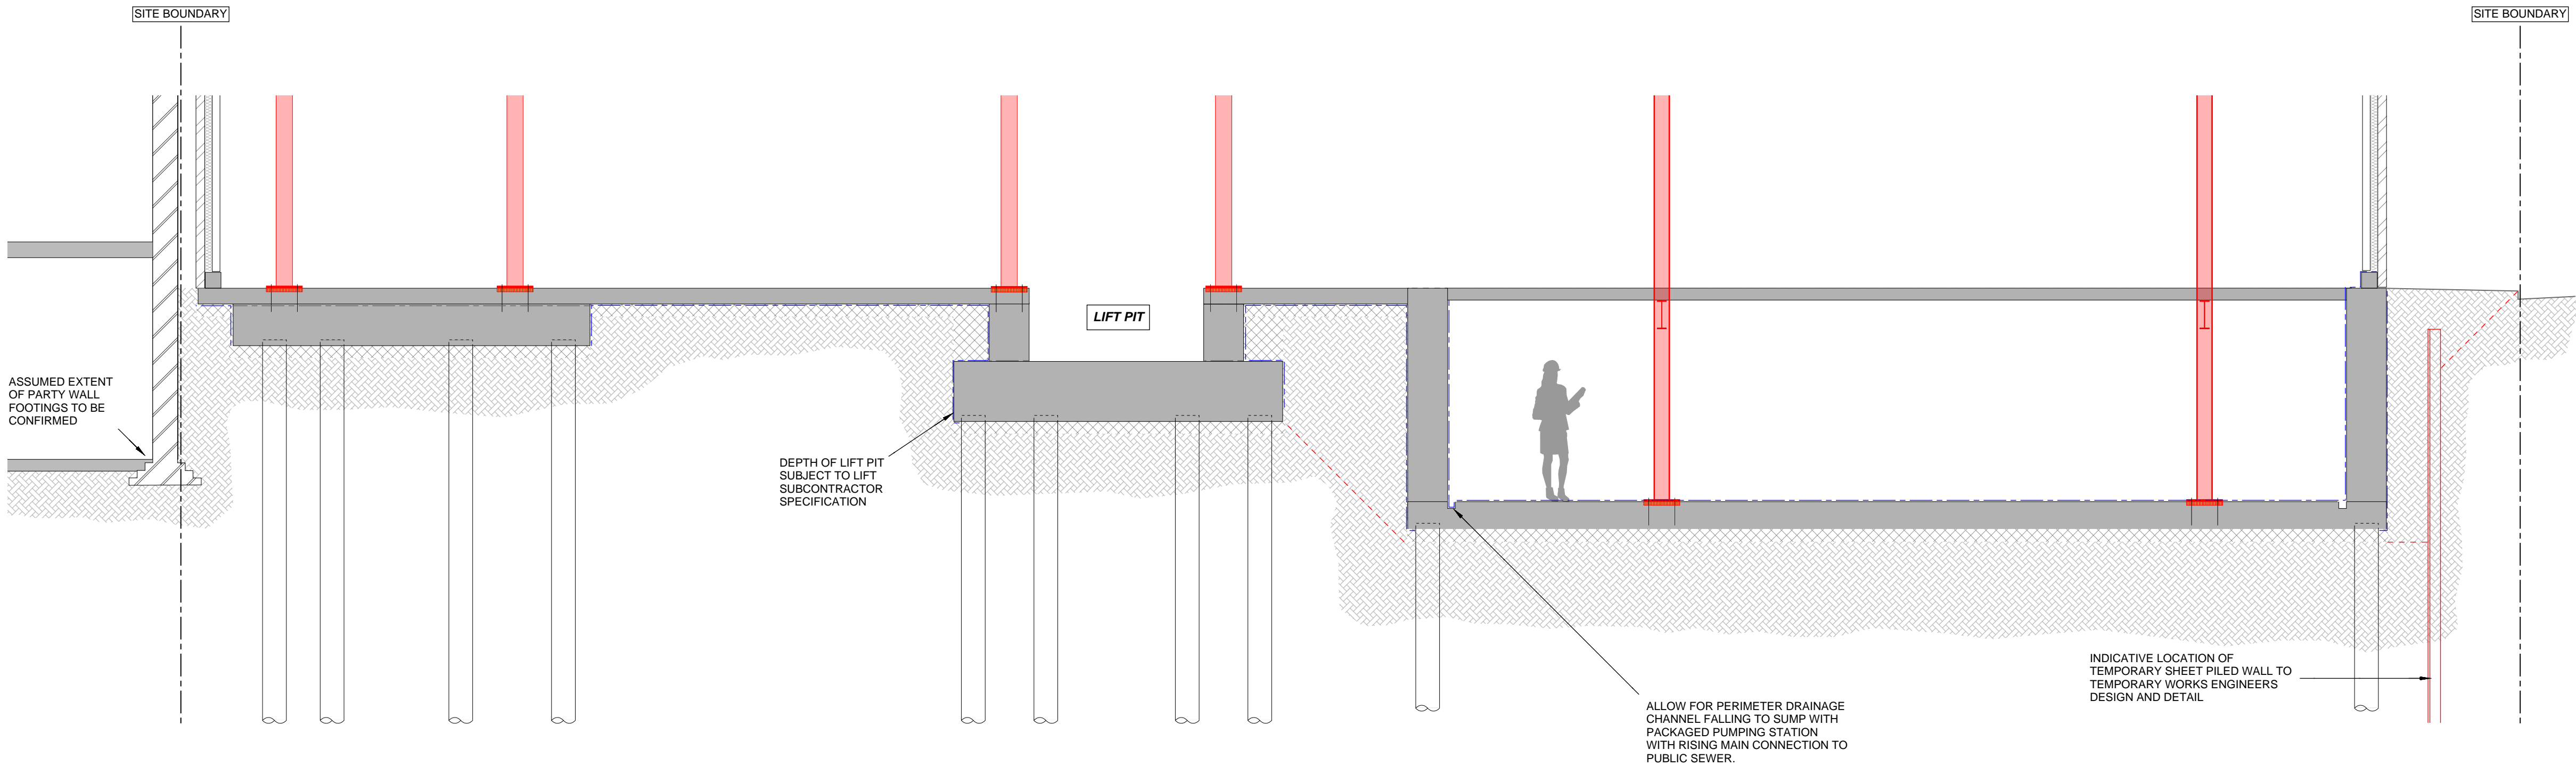 SITE BOUNDARY
SITE BOUNDARY
LIFT PIT
ASSUMED EXTENT
OF PARTY WALL
FOOTINGS TO BE
CONFIRMED
DEPTH OF LIFT PIT
SUBJECT TO LIFT
SUBCONTRACTOR
SPECIFICATION
ALLOW FOR PERIMETER DRAINAGE
CHANNEL FALLING TO SUMP WITH
PACKAGED PUMPING STATION
WITH RISING MAIN CONNECTION TO
PUBLIC SEWER.
INDICATIVE LOCATION OF
TEMPORARY SHEET PILED WALL TO
TEMPORARY WORKS ENGINEERS
DESIGN AND DETAIL